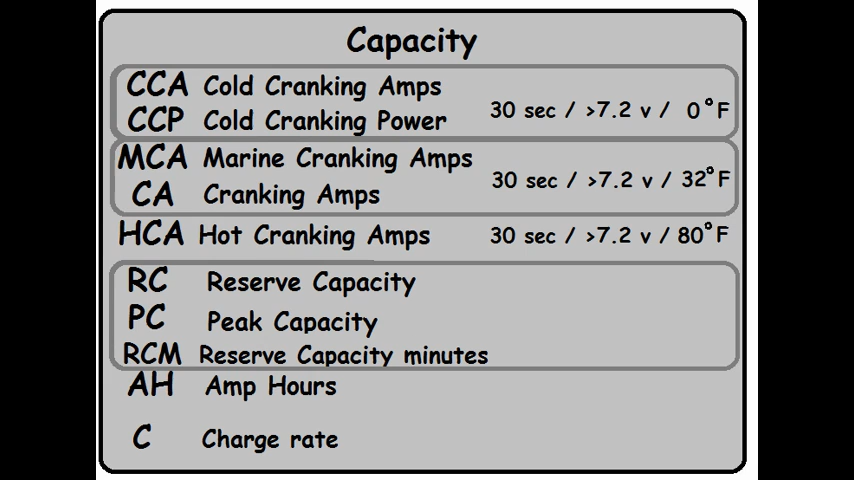 Capacity
CCA Cold Cranking Amps
CCP Cold Cranking Power
30 sec / >7.2 v / 0°F
MCA Marine Cranking Amps
CA Cranking Amps
30 sec / >7.2 v / 32°F
HCA Hot Cranking Amps 30 sec / >7.2 v / 80°F
RC Reserve Capacity
PC Peak Capacity
RCM Reserve Capacity minutes
AH Amp Hours
C Charge rate